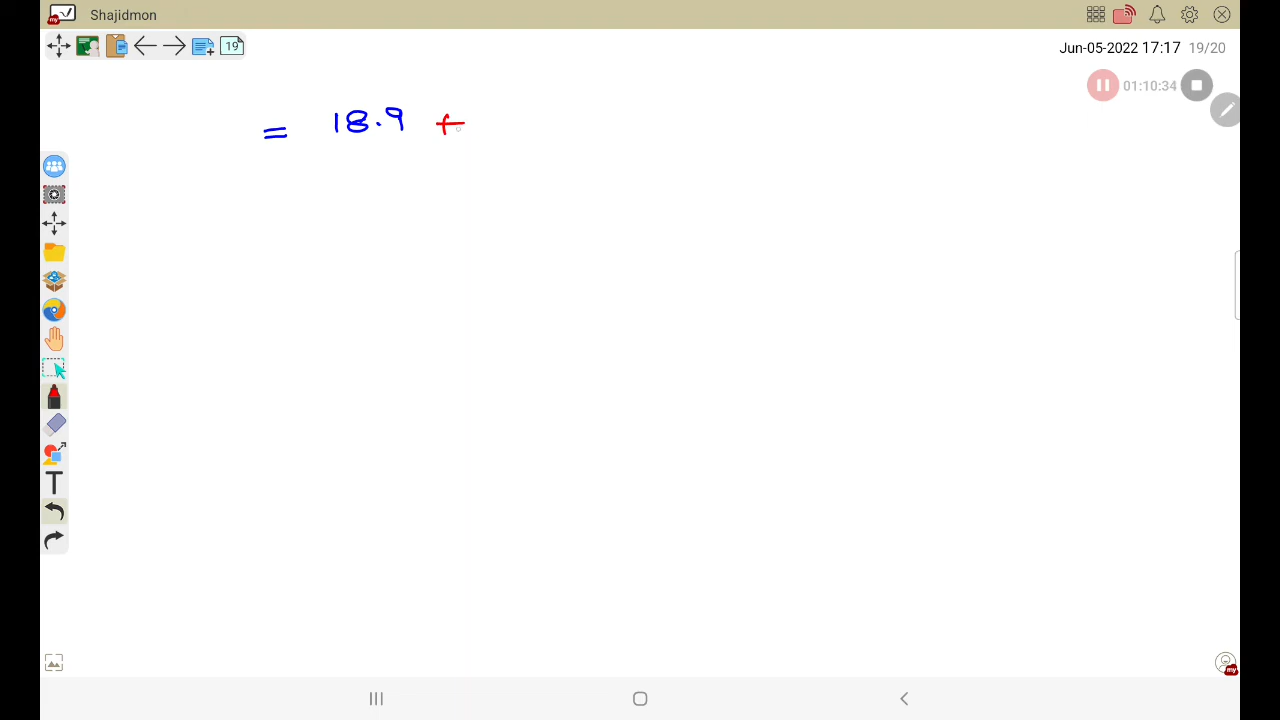 Shajidmon
19
Jun-05-2022 17:17 19/20
01:10:34
= 18.9 +
T